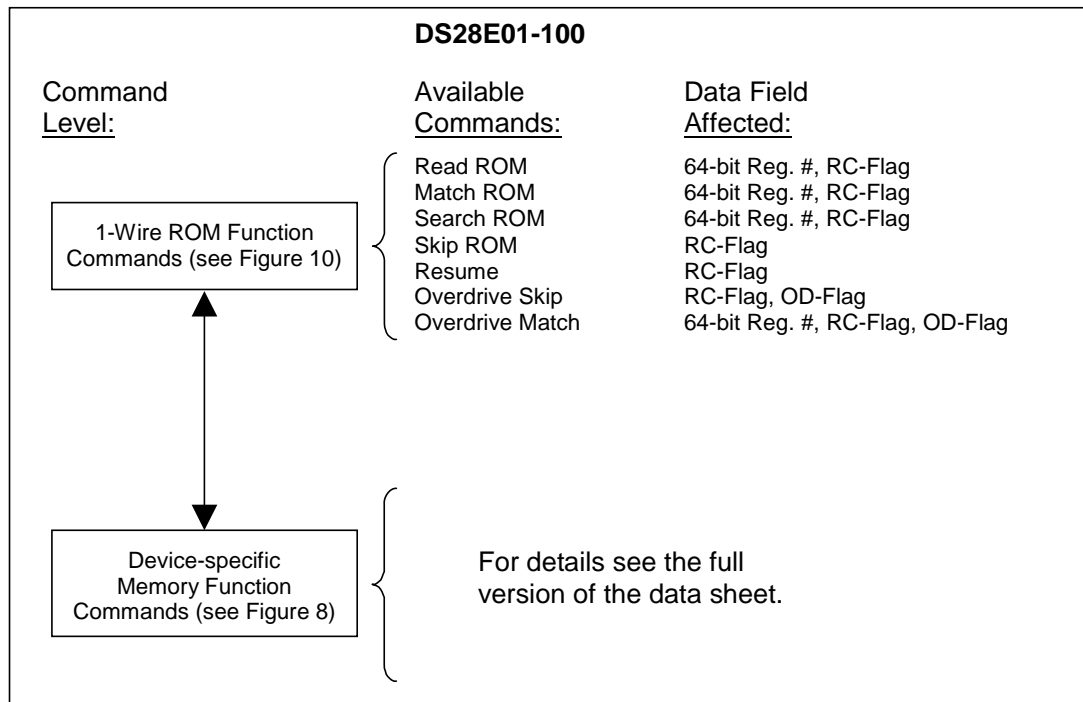 DS28E01-100
Command Level:
Available Commands:
Data Field Affected:
1-Wire ROM Function
Commands (see Figure 10)
Read ROM 64-bit Reg. #, RC-Flag
Match ROM 64-bit Reg. #, RC-Flag
Search ROM 64-bit Reg. #, RC-Flag
Skip ROM RC-Flag
Resume RC-Flag
Overdrive Skip RC-Flag, OD-Flag
Overdrive Match 64-bit Reg. #, RC-Flag, OD-Flag
Device-specific
Memory Function
Commands (see Figure 8)
For details see the full
version of the data sheet.